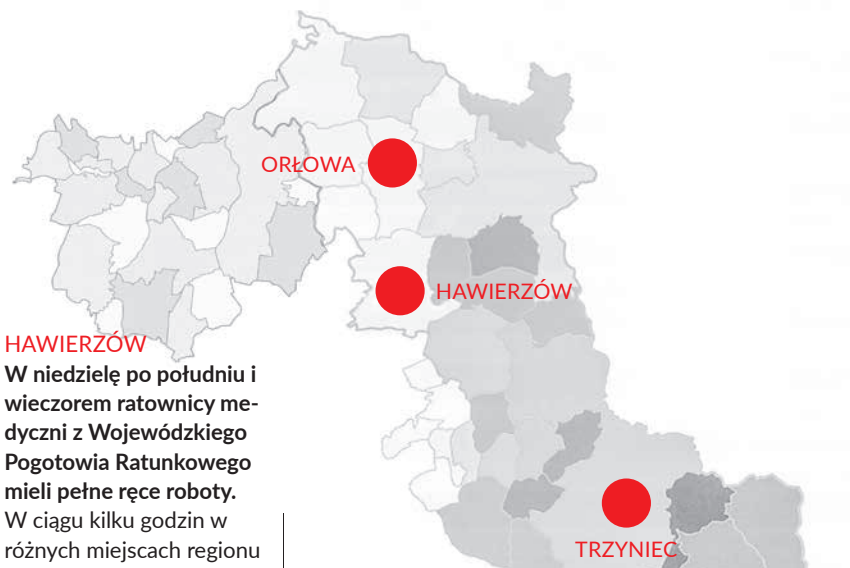 ORŁOWA
HAWIERZÓW
HAWIERZÓW
W niedzielę po południu i
wieczorem ratownicy me-
dyczni z Wojewódzkiego
Pogotowia Ratunkowego
mieli pełne ręce roboty.
W ciągu kilku godzin w
różnych miejscach regionu
TRZYNIEC